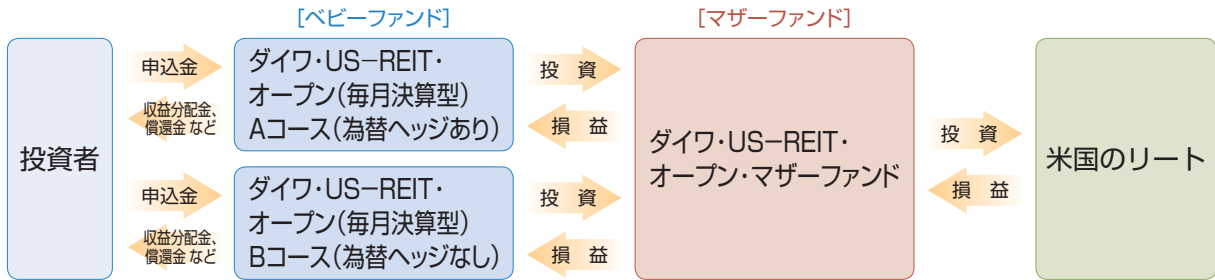 [ベビーファンド]
[マザーファンド]
投資者
申込金
収益分配金、
償還金 など
ダイワ・US−REIT・
オープン(毎月決算型)
Aコース(為替ヘッジあり)
投 資
損 益
申込金
収益分配金、
償還金 など
ダイワ・US−REIT・
オープン(毎月決算型)
Bコース(為替ヘッジなし)
投 資
損 益
ダイワ・US−REIT・
オープン・マザーファンド
投 資
損 益
米国のリート